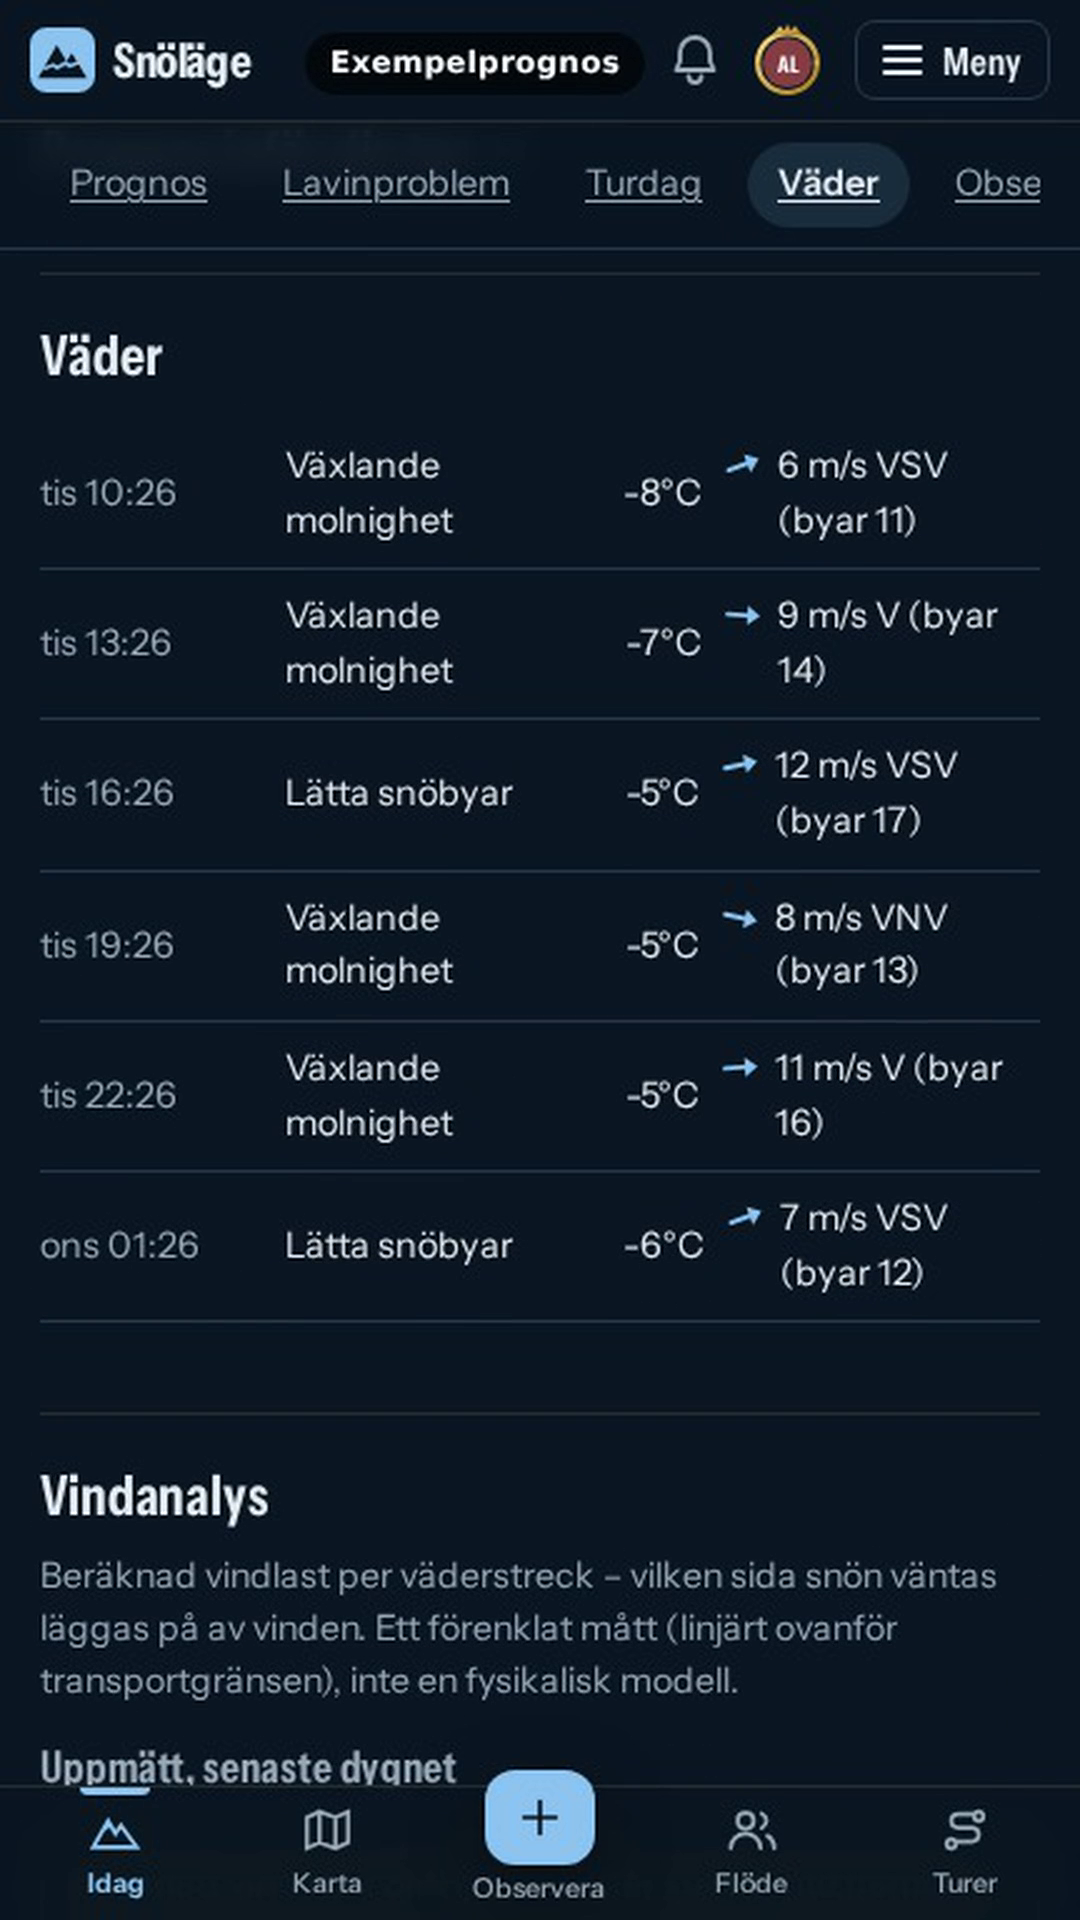 Snöläge
Exempelprognos
AL
Meny
Prognos
Lavinproblem
Turdag
Väder
Obse
Väder
tis 10:26
Växlande
molnighet
-8°C
6 m/s VSV
(byar 11)
tis 13:26
Växlande
molnighet
-7°C
9 m/s V (byar
14)
tis 16:26
Lätta snöbyar
-5°C
12 m/s VSV
(byar 17)
tis 19:26
Växlande
molnighet
-5°C
8 m/s VNV
(byar 13)
tis 22:26
Växlande
molnighet
-5°C
11 m/s V (byar
16)
ons 01:26
Lätta snöbyar
-6°C
7 m/s VSV
(byar 12)
Vindanalys
Beräknad vindlast per väderstreck – vilken sida snön väntas
läggas på av vinden. Ett förenklat mått (linjärt ovanför
transportgränsen), inte en fysikalisk modell.
Uppmätt, senaste dygnet
Idag
Karta
Observera
Flöde
Turer